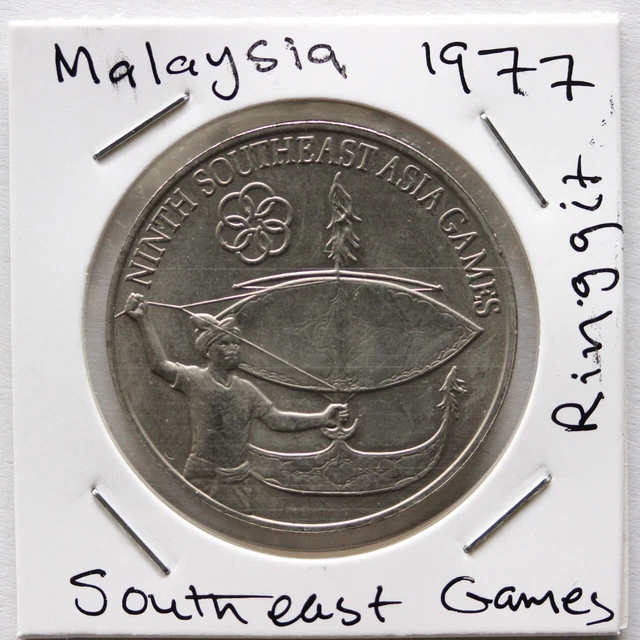 Malaysia 1977
NINTH SOUTHEAST ASIA GAMES
Ringgit
Southeast Games